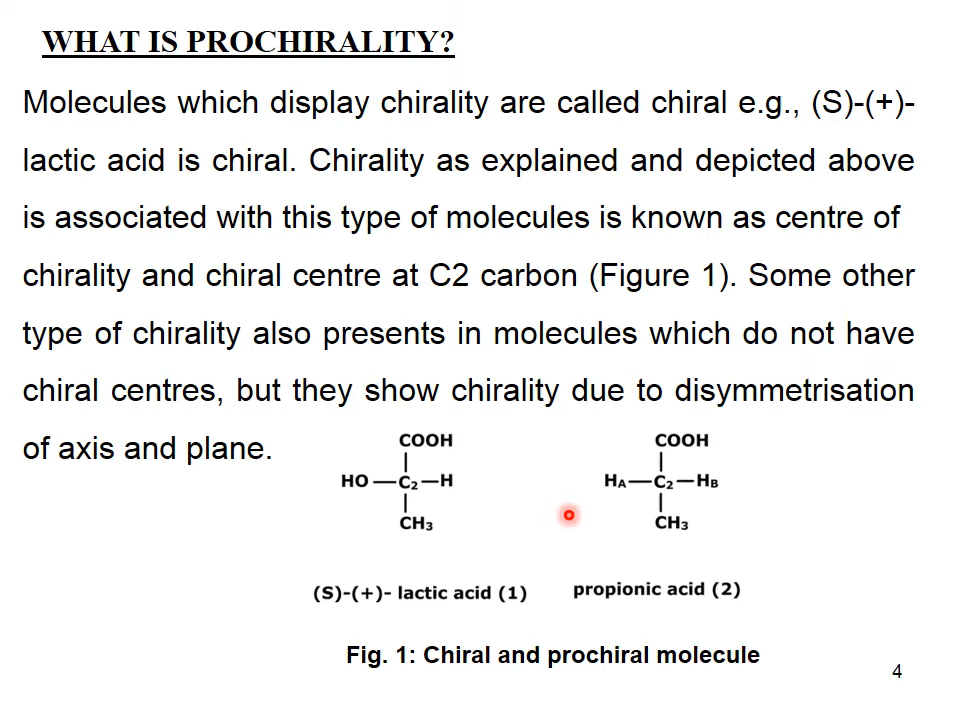 WHAT IS PROCHIRALITY?
Molecules which display chirality are called chiral e.g., (S)-(+)-
lactic acid is chiral. Chirality as explained and depicted above
is associated with this type of molecules is known as centre of
chirality and chiral centre at C2 carbon (Figure 1). Some other
type of chirality also presents in molecules which do not have
chiral centres, but they show chirality due to disymmetrisation
of axis and plane.
COOH
HO—C₂—H
CH₃
(S)-(+)- lactic acid (1)
COOH
Hᴀ—C₂—Hʙ
CH₃
propionic acid (2)
Fig. 1: Chiral and prochiral molecule
4